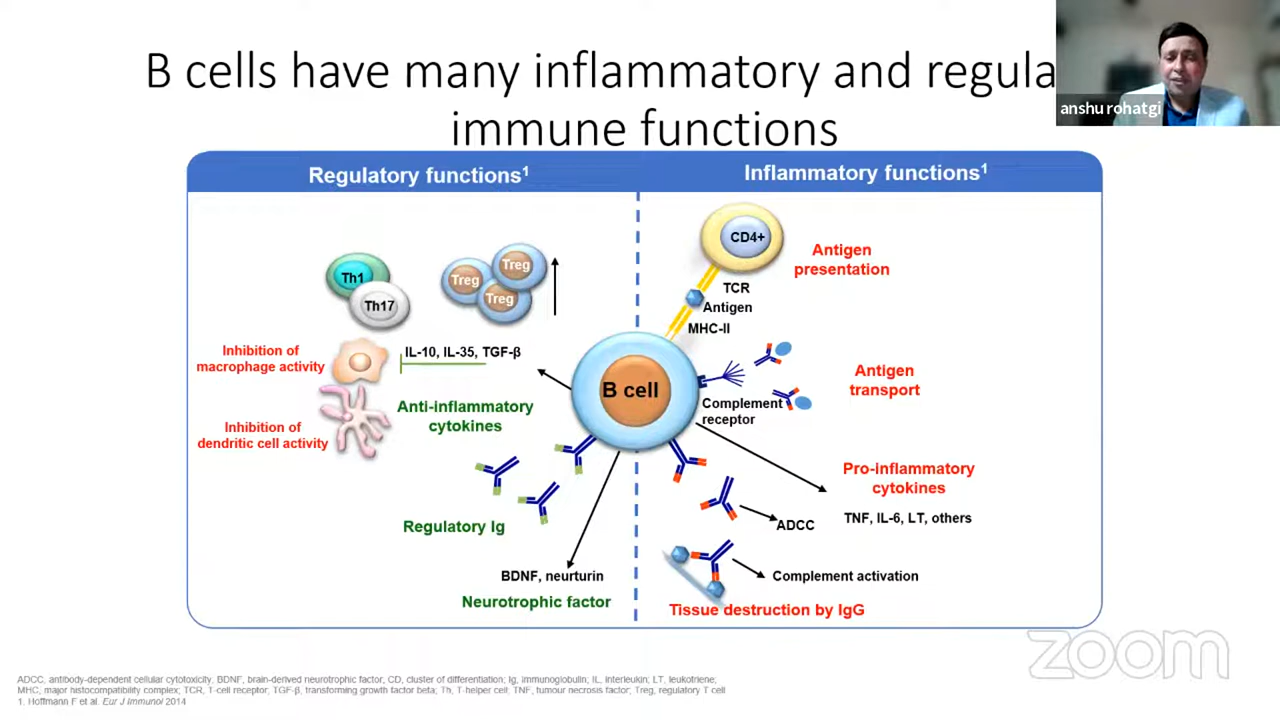 B cells have many inflammatory and regula
immune functions
anshu rohatgi
Regulatory functions1
Inflammatory functions1
Th1
Th17
Treg
Treg
Treg
Inhibition of
macrophage activity
IL-10, IL-35, TGF-β
Inhibition of
dendritic cell activity
Anti-inflammatory
cytokines
Regulatory Ig
BDNF, neurturin
Neurotrophic factor
B cell
CD4+
Antigen
presentation
TCR
Antigen
MHC-II
Antigen
transport
Complement
receptor
Pro-inflammatory
cytokines
TNF, IL-6, LT, others
ADCC
Complement activation
Tissue destruction by IgG
zoom
ADCC, antibody-dependent cellular cytotoxicity, BDNF, brain-derived neurotrophic factor; CD, cluster of differentiation; Ig, immunoglobulin; IL, interleukin; LT, leukotriene;
MHC, major histocompatibility complex; TCR, T-cell receptor; TGF-β, transforming growth factor beta; Th, T-helper cell; TNF, tumour necrosis factor; Treg, regulatory T cell
1. Hoffmann F et al. Eur J Immunol 2014